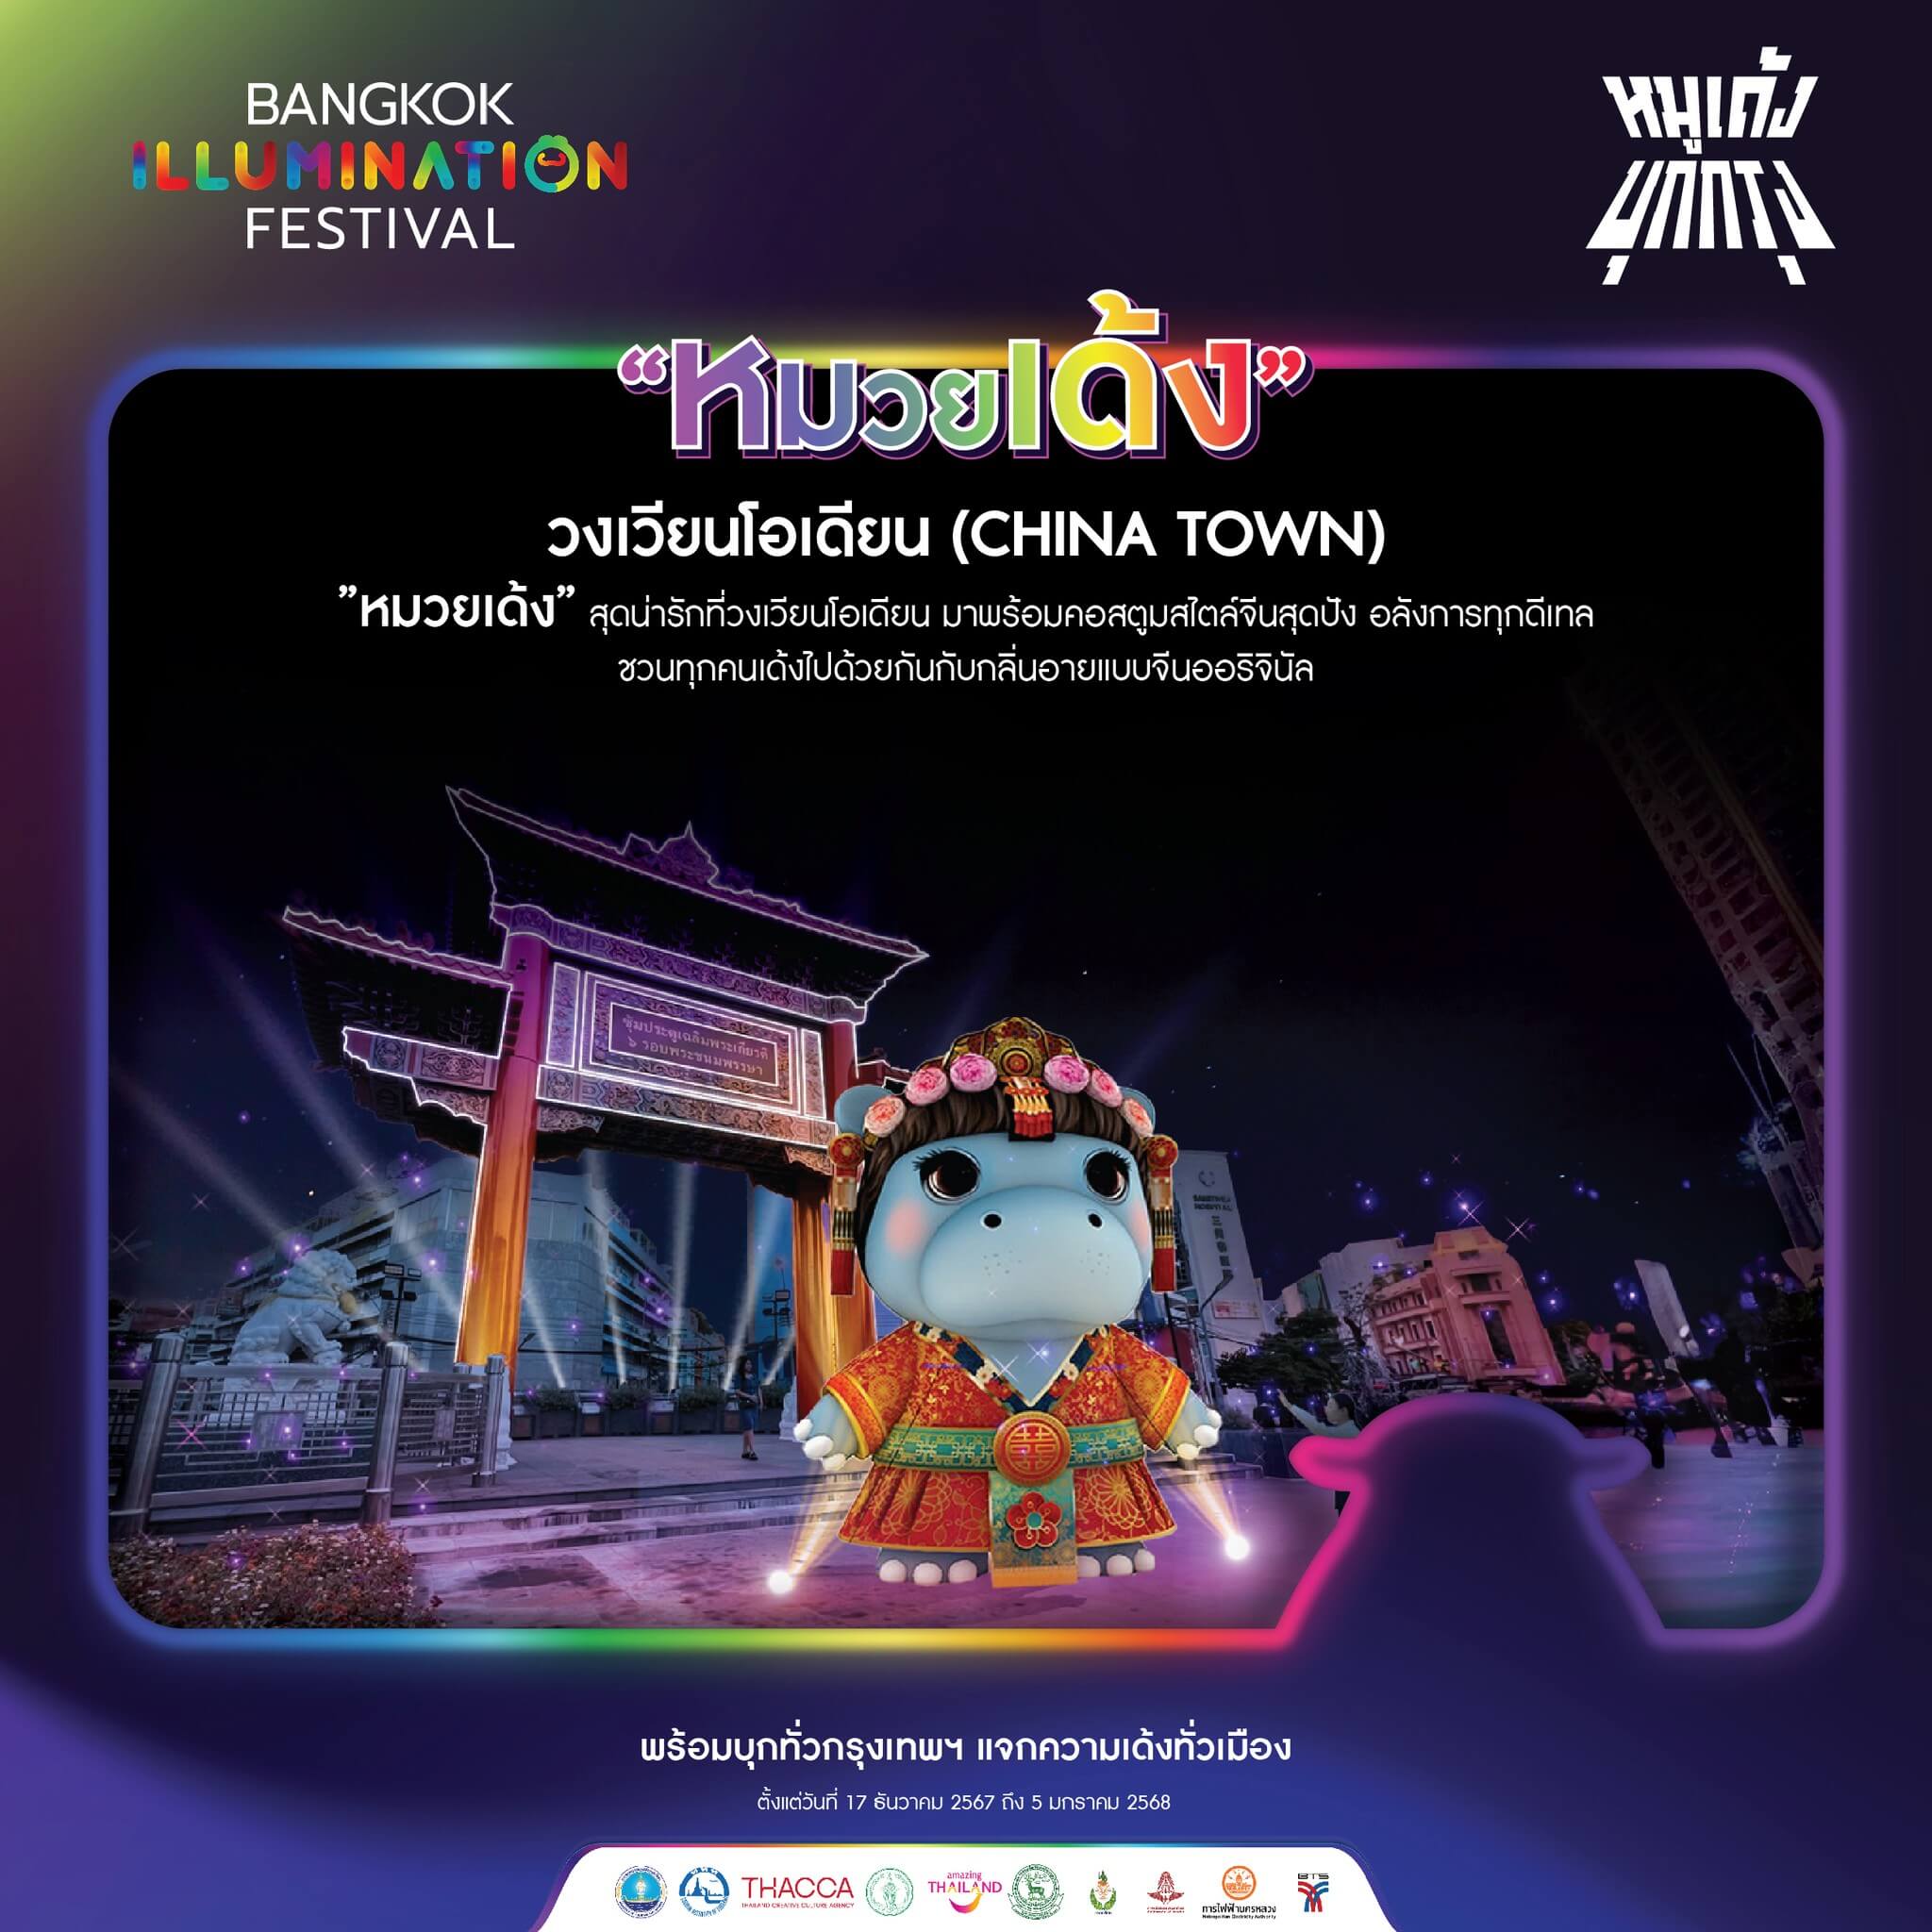 BANGKOK
ILLUMINATION
FESTIVAL
หมูเด้ง
บุกกรุง
“หมวยเด้ง”
วงเวียนโอเดียน (CHINA TOWN)
”หมวยเด้ง” สุดน่ารักที่วงเวียนโอเดียน มาพร้อมคอสตูมสไตล์จีนสุดปัง อลังการทุกดีเทล
ชวนทุกคนเด้งไปด้วยกันกับกลิ่นอายแบบจีนออริจินัล
ซุ้มประตูเฉลิมพระเกียรติ
๖ รอบพระชนมพรรษา
HOSPITAL
พร้อมบุกทั่วกรุงเทพฯ แจกความเด้งทั่วเมือง
ตั้งแต่วันที่ 17 ธันวาคม 2567 ถึง 5 มกราคม 2568
THACCA
THAILAND CREATIVE CULTURE AGENCY
amazing
THAILAND
การไฟฟ้านครหลวง
Metropolitan Electricity Authority
BTS